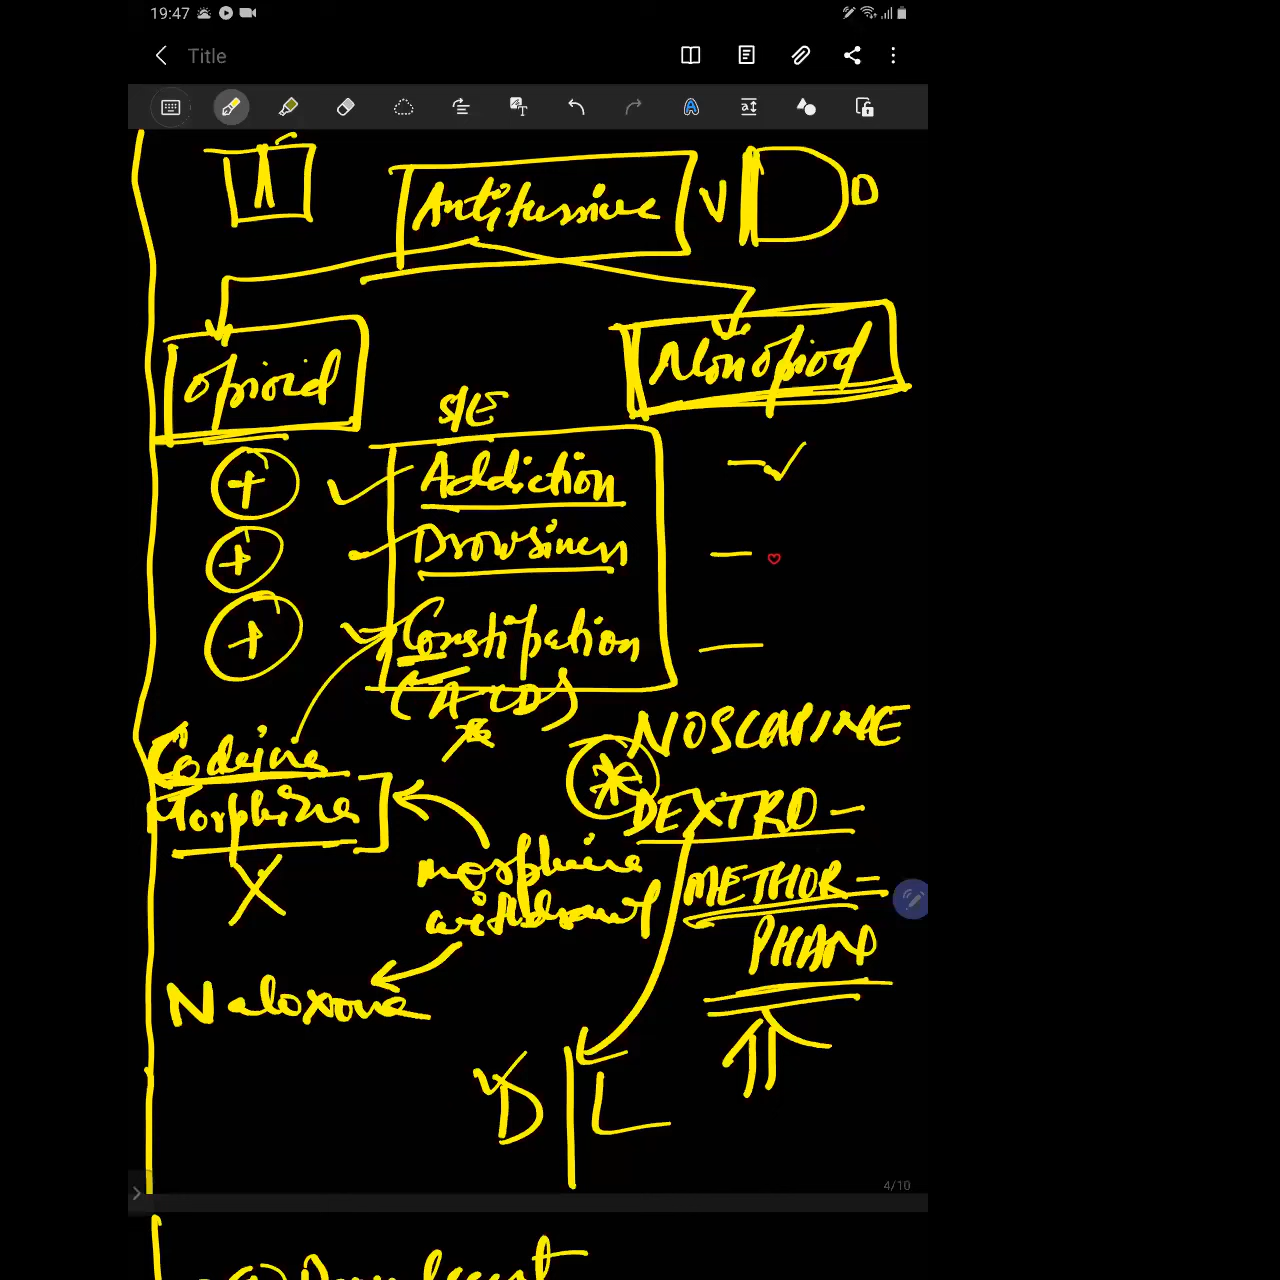 19:47
Title
Antitussive
V D
opioid
Nonopiod
S/E
+ Addiction –
+ Drowsiness –
+ Constipation –
(ACD)
NOSCAPINE
Codeine
Morphine
DEXTRO–
METHOR–
PHAN
X
morphine
withdrawl
Naloxone
D L
4/10